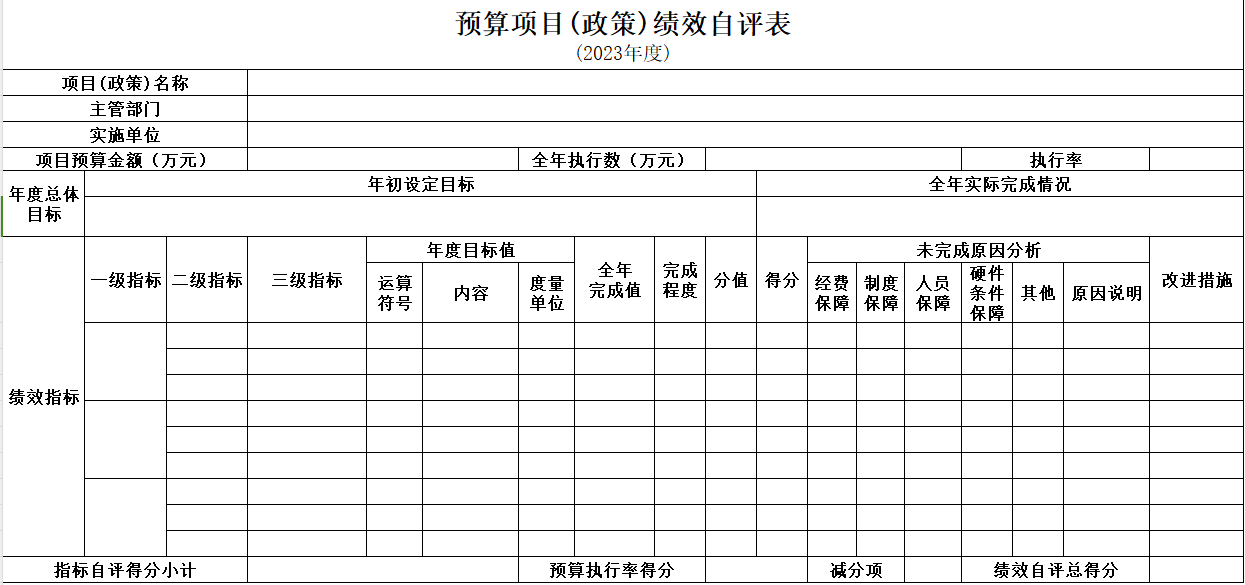 预算项目(政策)绩效自评表
(2023年度)
项目(政策)名称
主管部门
实施单位
项目预算金额（万元） 全年执行数（万元） 执行率
年度总体目标 年初设定目标 全年实际完成情况
绩效指标 一级指标 二级指标 三级指标 年度目标值 全年完成值 完成程度 分值 得分 未完成原因分析 改进措施
运算符号 内容 度量单位 经费保障 制度保障 人员保障 硬件条件保障 其他 原因说明
指标自评得分小计 预算执行率得分 减分项 绩效自评总得分